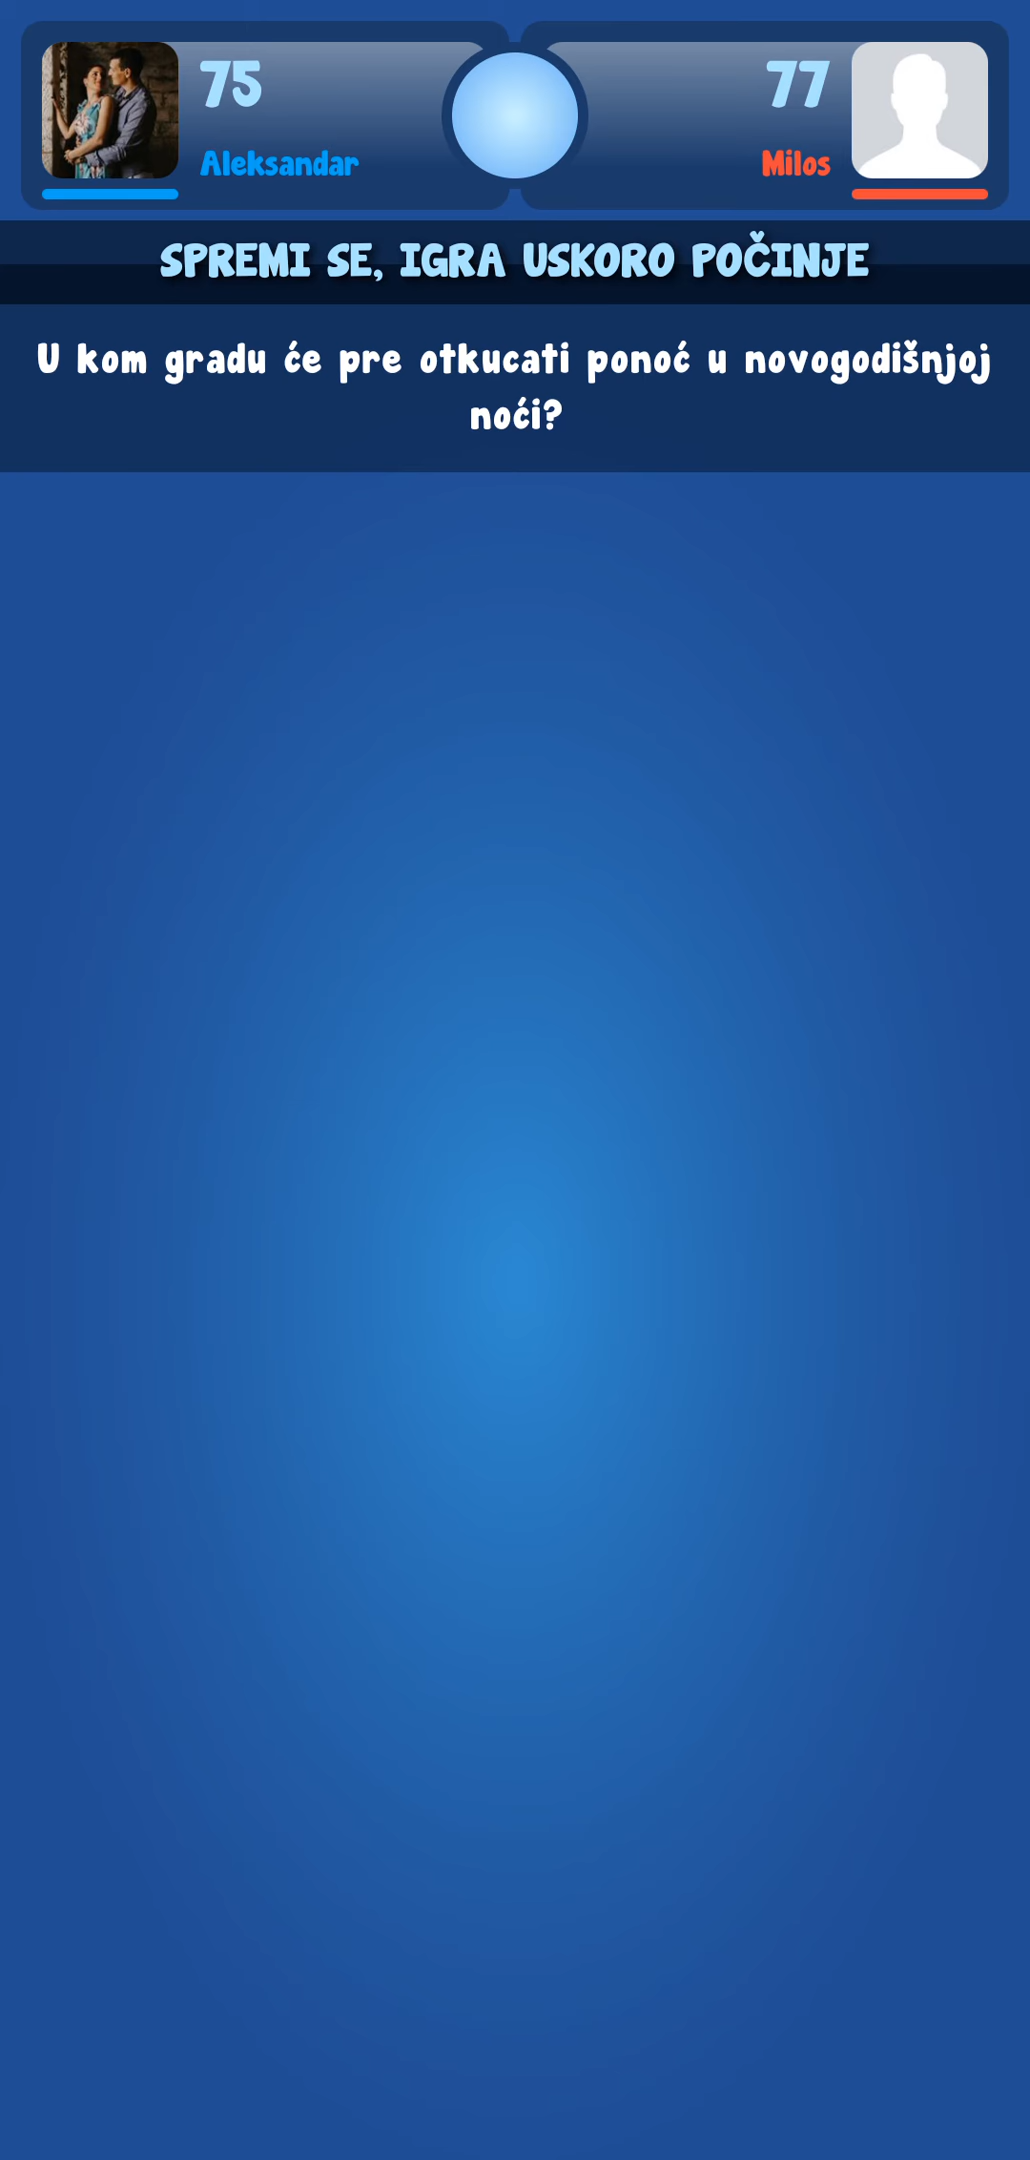 75
Aleksandar
77
Milos
SPREMI SE, IGRA USKORO POČINJE
U kom gradu će pre otkucati ponoć u novogodišnjoj
noći?